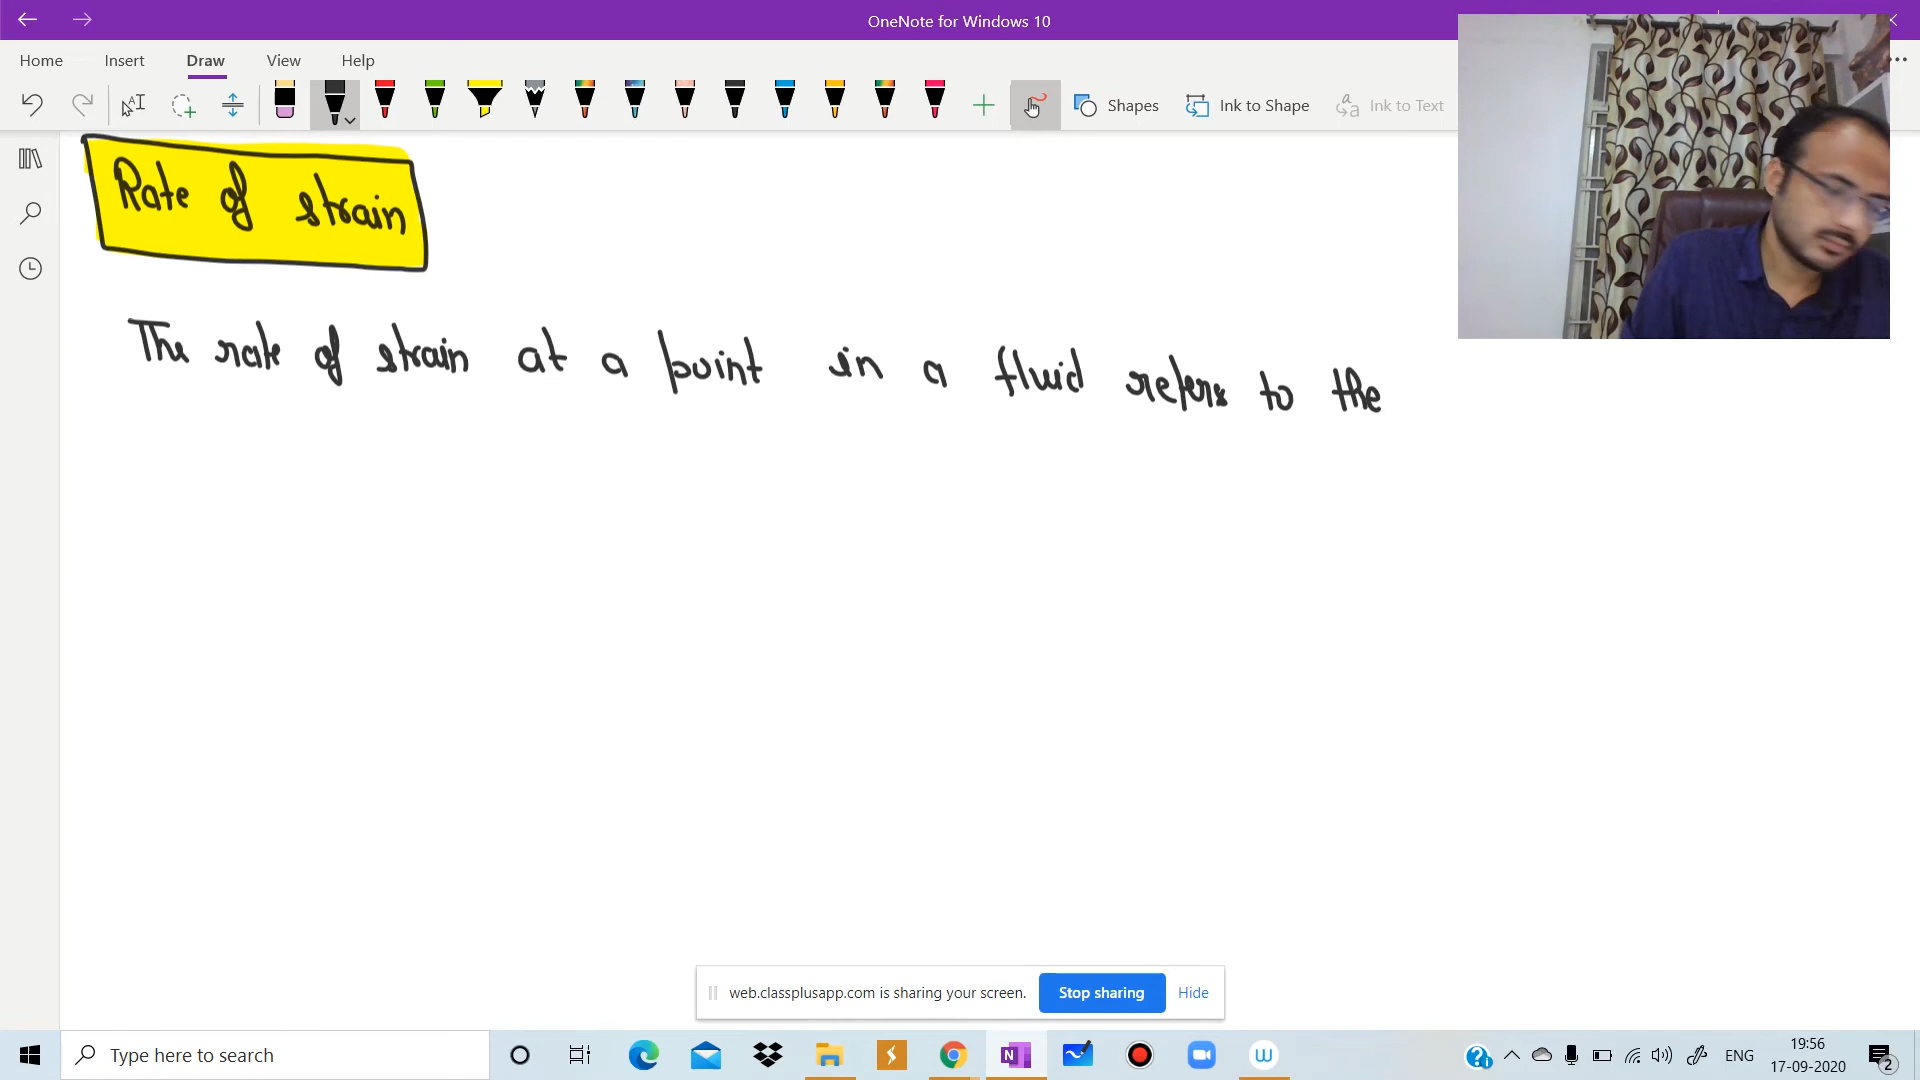 OneNote for Windows 10
Home Insert Draw View Help
Shapes Ink to Shape Ink to Text
Rate of strain
The rate of strain at a point in a fluid refers to the
web.classplusapp.com is sharing your screen. Stop sharing Hide
Type here to search
ENG
19:56
17-09-2020
2